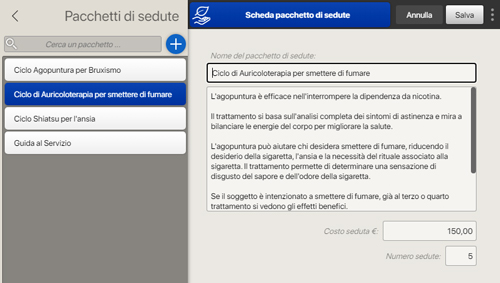 Pacchetti di sedute
Cerca un pacchetto ...
Ciclo Agopuntura per Bruxismo
Ciclo di Auricoloterapia per smettere di fumare
Ciclo Shiatsu per l'ansia
Guida al Servizio
Scheda pacchetto di sedute
Annulla
Salva
Nome del pacchetto di sedute:
Ciclo di Auricoloterapia per smettere di fumare
L'agopuntura è efficace nell'interrompere la dipendenza da nicotina.
Il trattamento si basa sull'analisi completa dei sintomi di astinenza e mira a
bilanciare le energie del corpo per migliorare la salute.
L'agopuntura può aiutare chi desidera smettere di fumare, riducendo il
desiderio della sigaretta, l'ansia e la necessità del rituale associato alla
sigaretta. Il trattamento permette di determinare una sensazione di
disgusto del sapore e dell'odore della sigaretta.
Se il soggetto è intenzionato a smettere di fumare, già al terzo o quarto
trattamento si vedono gli effetti benefici.
Costo seduta €: 150,00
Numero sedute: 5